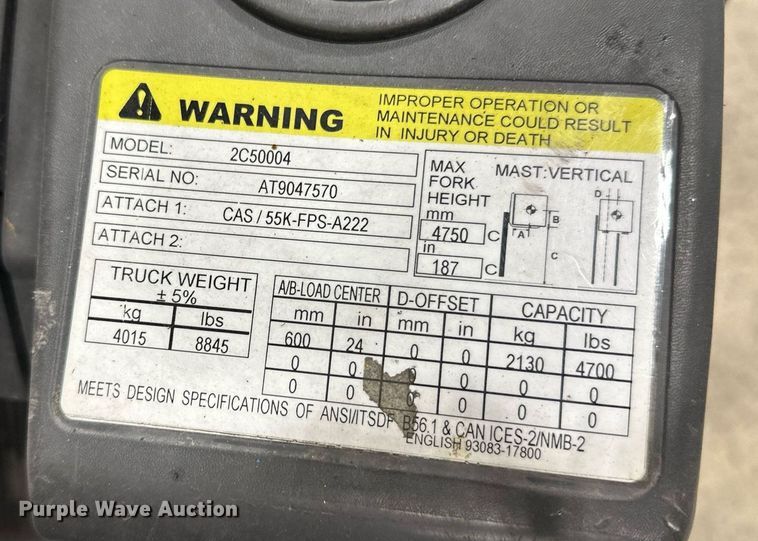 WARNING
IMPROPER OPERATION OR
MAINTENANCE COULD RESULT
IN INJURY OR DEATH
MODEL: 2C50004
SERIAL NO: AT9047570
ATTACH 1: CAS / 55K-FPS-A222
ATTACH 2:
MAX
FORK
HEIGHT
mm
4750 C
in
187 C
MAST:VERTICAL
D
A
B
C
TRUCK WEIGHT
± 5%
kg lbs
4015 8845
A/B-LOAD CENTER D-OFFSET CAPACITY
mm in mm in kg lbs
600 24 0 0 2130 4700
0 0 0 0 0 0
0 0 0 0 0
MEETS DESIGN SPECIFICATIONS OF ANSI/ITSDF B56.1 & CAN ICES-2/NMB-2
ENGLISH 93083-17800
Purple Wave Auction